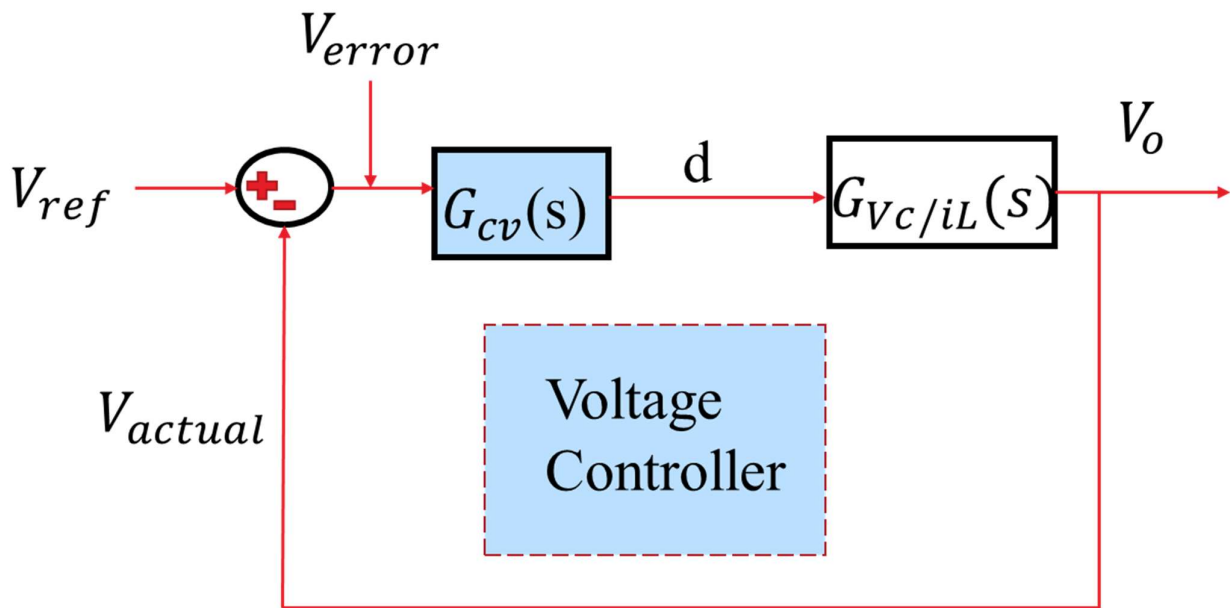 V_error
V_ref
+
-
G_cv(s)
d
G_Vc/iL(s)
V_o
V_actual
Voltage
Controller